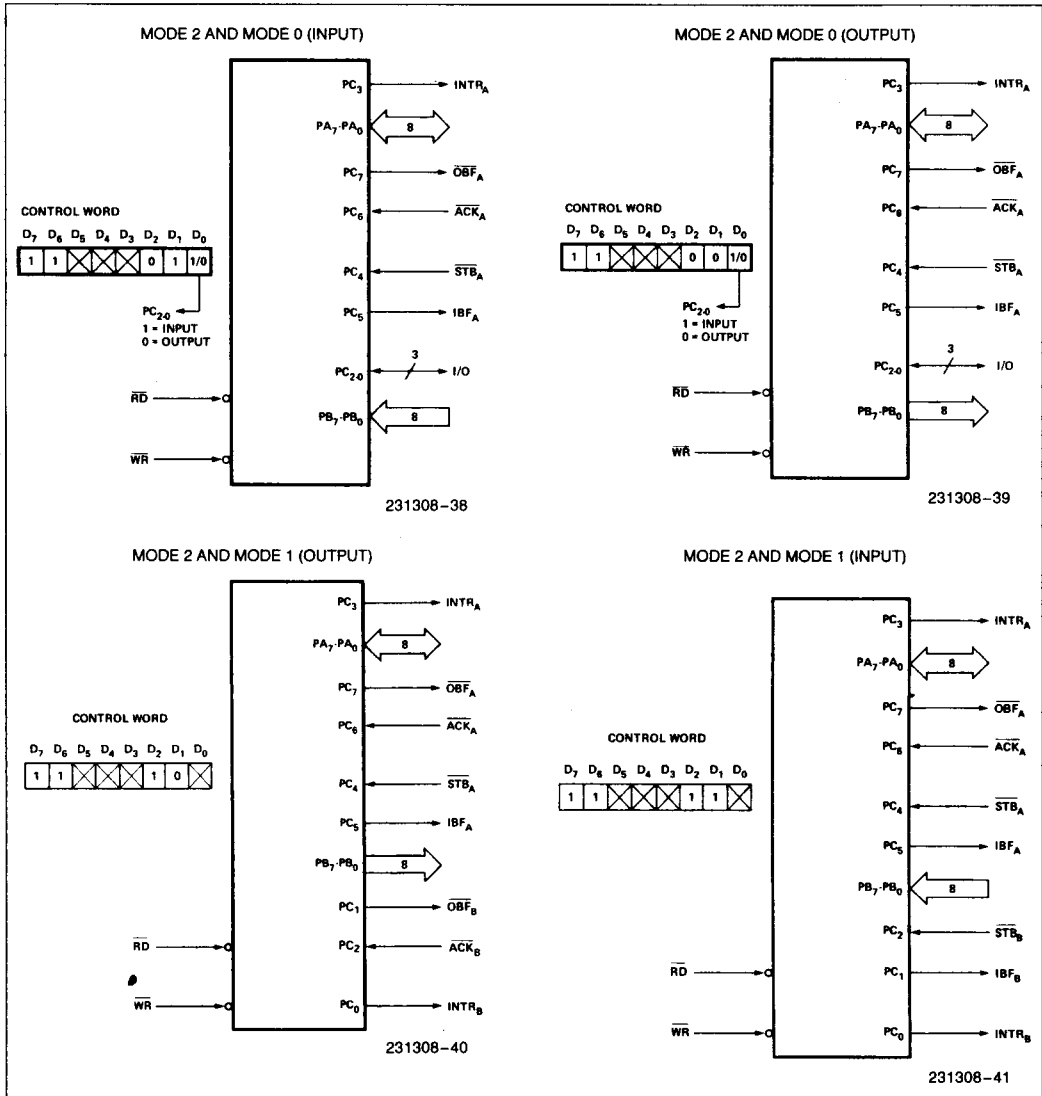 MODE 2 AND MODE 0 (INPUT)
PC3
INTRA
PA7-PA0
8
PC7
OBFA
PC6
ACKA
CONTROL WORD
D7 D6 D5 D4 D3 D2 D1 D0
1 1 0 1 1/0
PC4
STBA
PC2-0
1 = INPUT
0 = OUTPUT
PC5
IBFA
3
PC2-0
I/O
RD
PB7-PB0
8
WR
231308-38
MODE 2 AND MODE 0 (OUTPUT)
PC3
INTRA
PA7-PA0
8
PC7
OBFA
PC6
ACKA
CONTROL WORD
D7 D6 D5 D4 D3 D2 D1 D0
1 1 0 0 1/0
PC4
STBA
PC2-0
1 = INPUT
0 = OUTPUT
PC5
IBFA
3
PC2-0
I/O
RD
PB7-PB0
8
WR
231308-39
MODE 2 AND MODE 1 (OUTPUT)
PC3
INTRA
PA7-PA0
8
PC7
OBFA
PC6
ACKA
CONTROL WORD
D7 D6 D5 D4 D3 D2 D1 D0
1 1 1 0
PC4
STBA
PC5
IBFA
PB7-PB0
8
PC1
OBFB
RD
PC2
ACKB
WR
PC0
INTRB
231308-40
MODE 2 AND MODE 1 (INPUT)
PC3
INTRA
PA7-PA0
8
PC7
OBFA
PC6
ACKA
CONTROL WORD
D7 D6 D5 D4 D3 D2 D1 D0
1 1 1 1
PC4
STBA
PC5
IBFA
PB7-PB0
8
PC2
STBB
RD
PC1
IBFB
WR
PC0
INTRB
231308-41